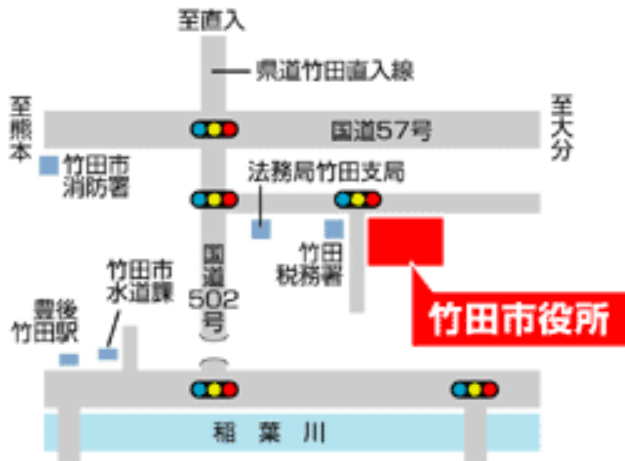 至直入
県道竹田直入線
至熊本
国道57号
至大分
竹田市
消防署
法務局竹田支局
竹田
税務署
国道502号
竹田市
水道課
豊後
竹田駅
竹田市役所
稲葉川